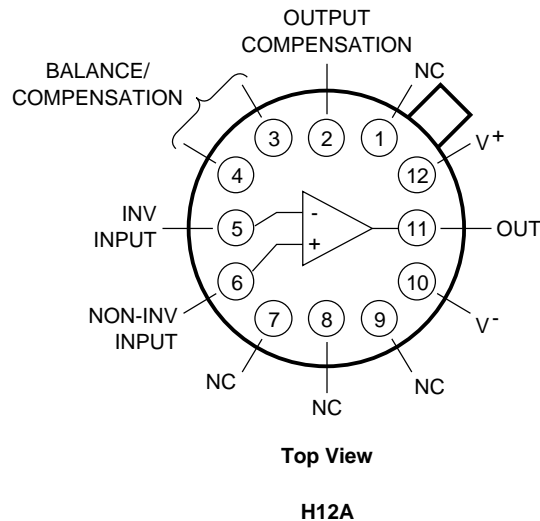 OUTPUT
COMPENSATION
BALANCE/
COMPENSATION
NC
3
2
1
4
12
V+
INV
INPUT
5
-
+
11
OUT
6
10
NON-INV
INPUT
V-
7
8
9
NC
NC
NC
Top View
H12A